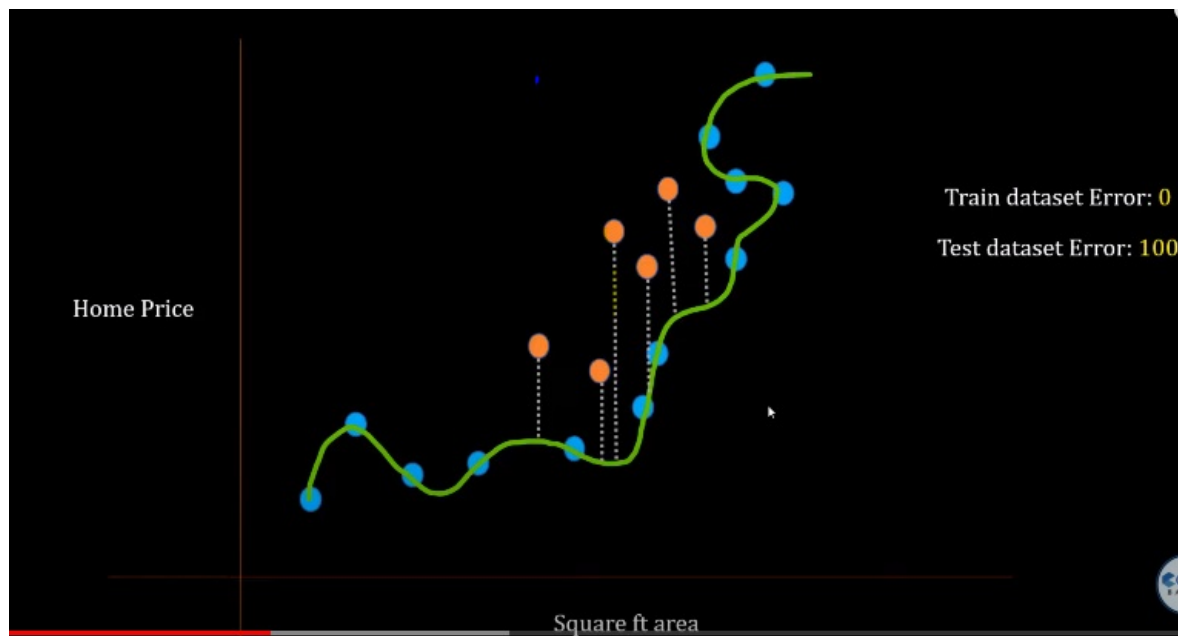 Train dataset Error: 0
Test dataset Error: 100
Home Price
Square ft area